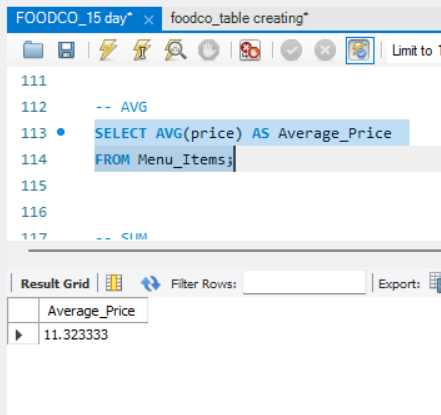 FOODCO_15 day* × foodco_table creating*
Limit to 1
111
112 -- AVG
113 SELECT AVG(price) AS Average_Price
114 FROM Menu_Items;
115
116
117 -- SUM
Result Grid Filter Rows: Export:
Average_Price
11.323333